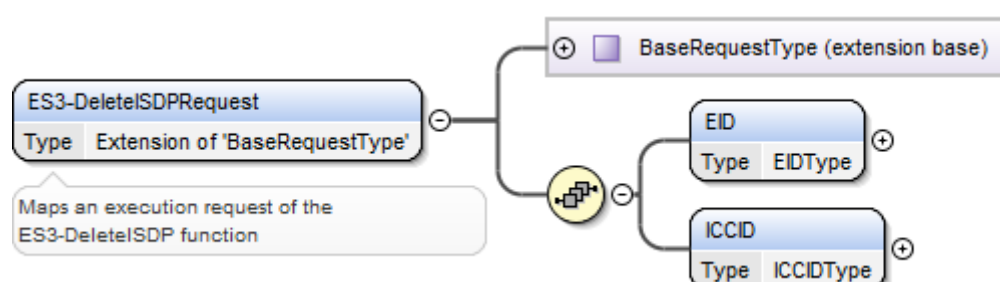 BaseRequestType (extension base)
ES3-DeleteISDPRequest
Type Extension of 'BaseRequestType'
EID
Type EIDType
Maps an execution request of the
ES3-DeleteISDP function
ICCID
Type ICCIDType